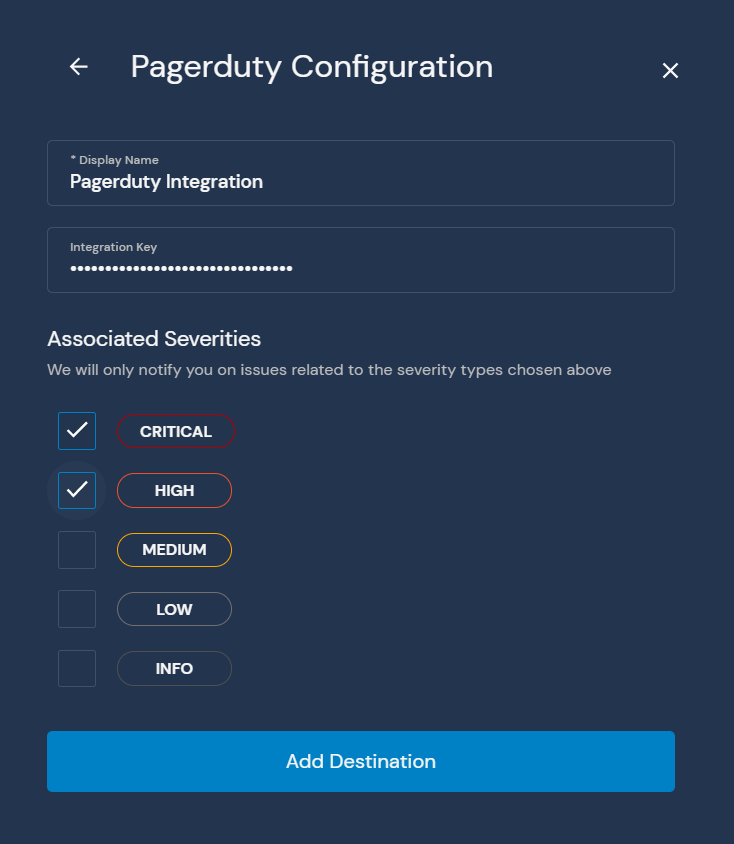 Pagerduty Configuration
* Display Name
Pagerduty Integration
Integration Key
••••••••••••••••••••••••••••••••
Associated Severities
We will only notify you on issues related to the severity types chosen above
CRITICAL
HIGH
MEDIUM
LOW
INFO
Add Destination